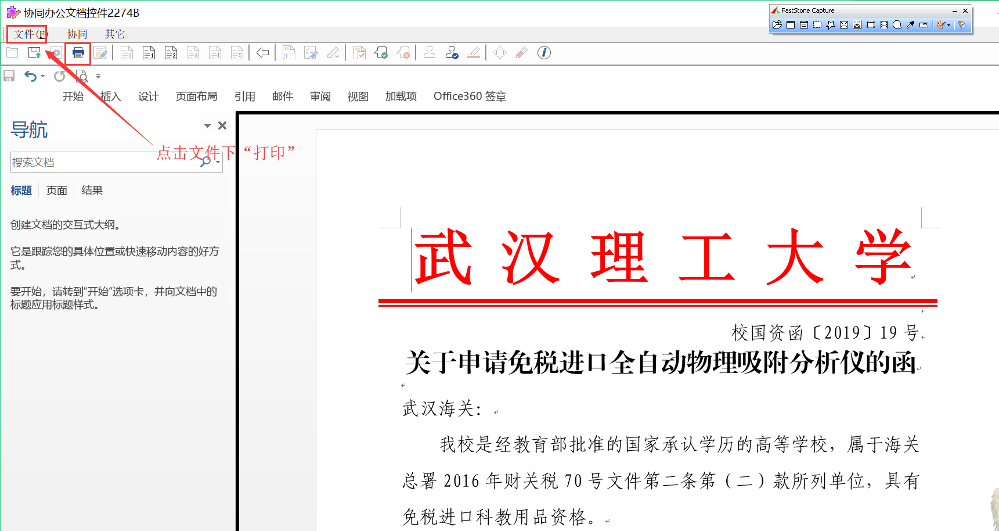 协同办公文档控件2274B
FastStone Capture
文件(F
协同
其它
开始
插入
设计
页面布局
引用
邮件
审阅
视图
加载项
Office360 签章
导航
点击文件下“打印”
搜索文档
标题
页面
结果
创建文档的交互式大纲。
它是跟踪您的具体位置或快速移动内容的好方
式。
要开始，请转到“开始”选项卡，并向文档中的
标题应用标题样式。
武汉理工大学
校国资函〔2019〕19 号
关于申请免税进口全自动物理吸附分析仪的函
武汉海关：
我校是经教育部批准的国家承认学历的高等学校，属于海关
总署 2016 年财关税 70 号文件第二条第（二）款所列单位，具有
免税进口科教用品资格。